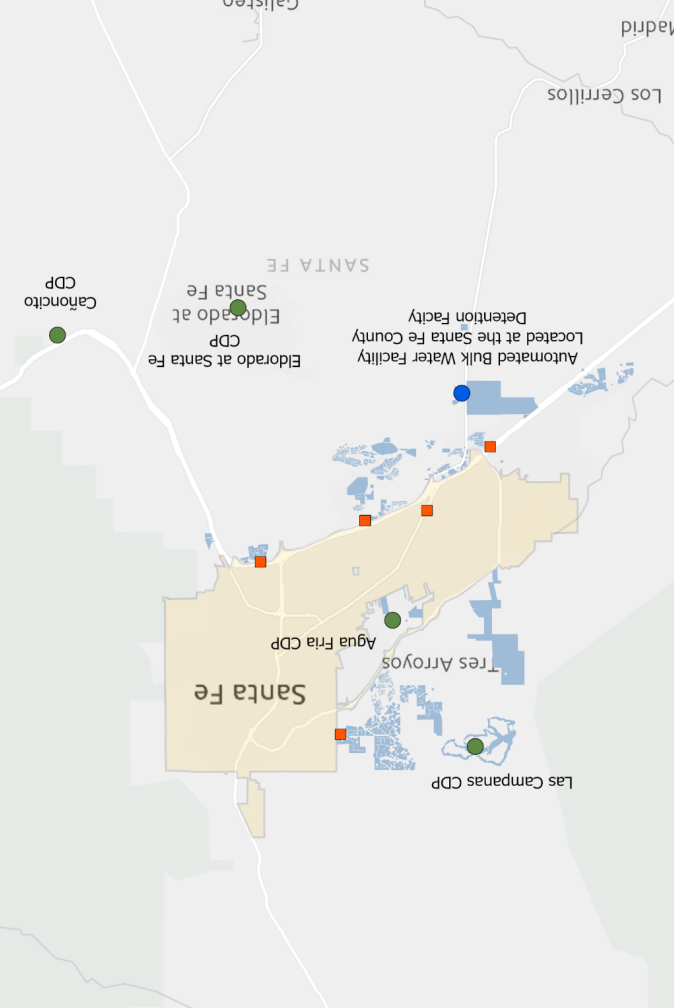 Las Campanas CDP
Santa Fe
Tres Arroyos
Agua Fria CDP
Automated Bulk Water Facility
Located at the Santa Fe County
Detention Facity
Eldorado at Santa Fe
CDP
Eldorado at
Santa Fe
Cañoncito
CDP
SANTA FE
Los Cerrillos
Madrid
Galisteo